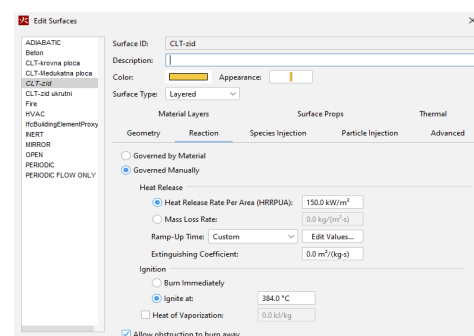 Edit Surfaces
ADIABATIC
Beton
CLT-krovna ploca
CLT-Medukatna ploca
CLT-zid
CLT-zid ukrutni
Fire
HVAC
IfcBuildingElementProxy
INERT
MIRROR
OPEN
PERIODIC
PERIODIC FLOW ONLY
Surface ID: CLT-zid
Description:
Color: Appearance:
Surface Type: Layered
Material Layers Surface Props Thermal
Geometry Reaction Species Injection Particle Injection Advanced
Governed by Material
Governed Manually
Heat Release
Heat Release Rate Per Area (HRRPUA): 150.0 kW/m²
Mass Loss Rate: 0.0 kg/(m²·s)
Ramp-Up Time: Custom Edit Values...
Extinguishing Coefficient: 0.0 m²/(kg·s)
Ignition
Burn Immediately
Ignite at: 384.0 °C
Heat of Vaporization: 0.0 kJ/kg
Allow obstruction to burn away